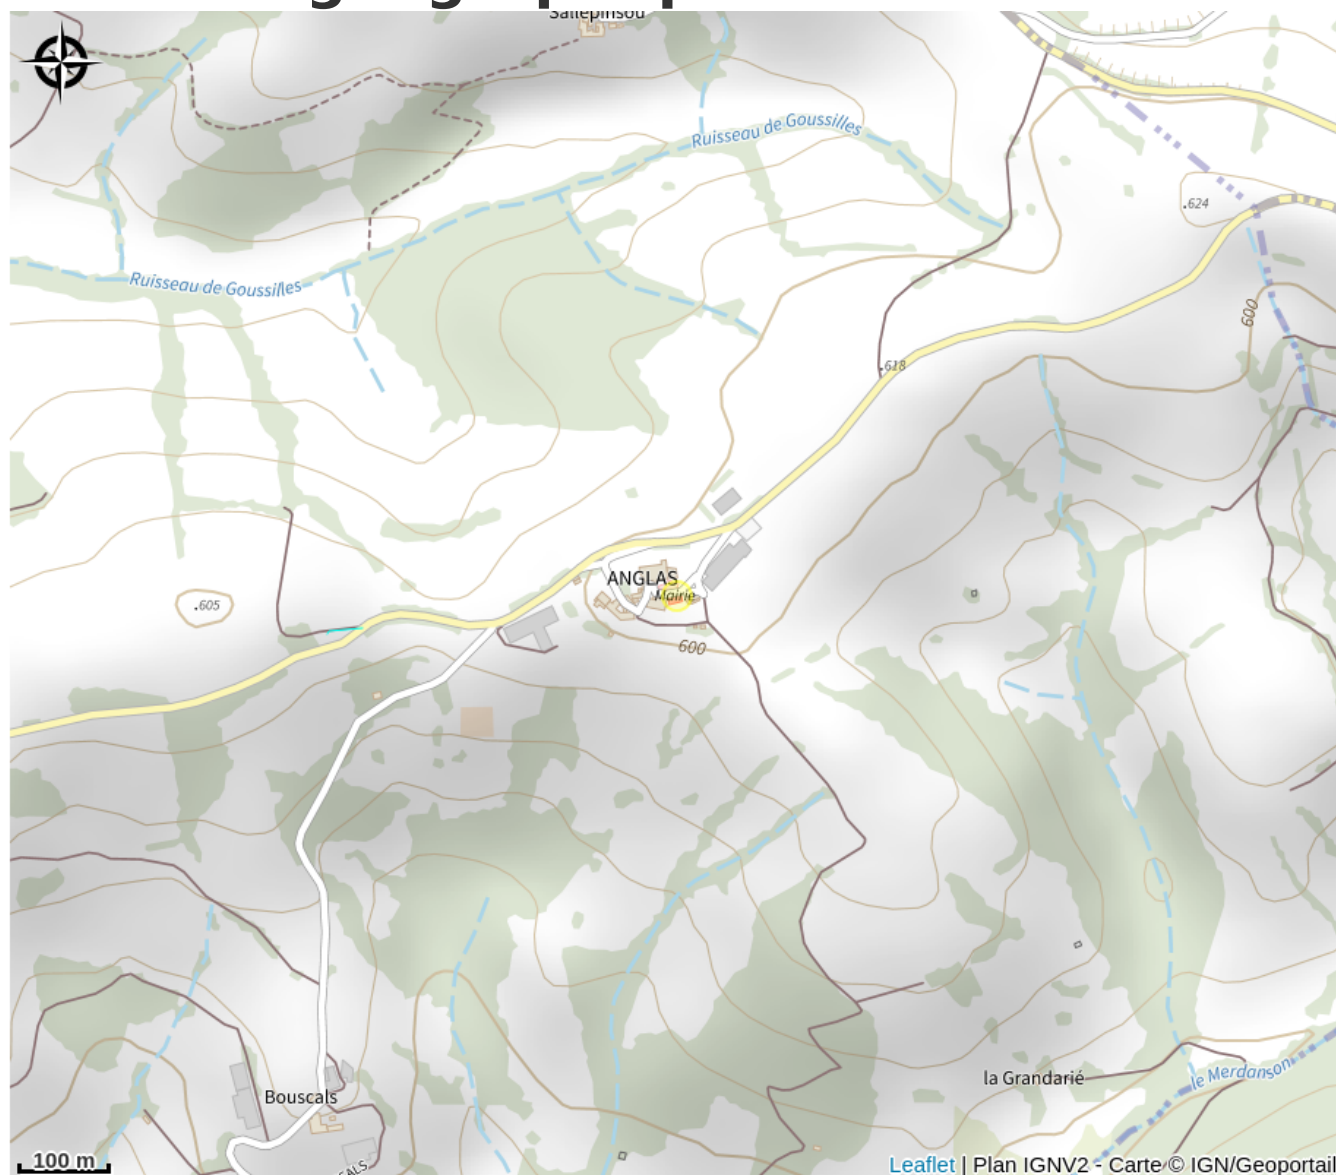 Sallepinsou
Ruisseau de Goussilles
.624
600
Ruisseau de Goussilles
.618
ANGLAS
Mairie
.605
600
la Grandarié
le Merdanson
Bouscals
100 m
Leaflet | Plan IGNV2 - Carte © IGN/Geoportail